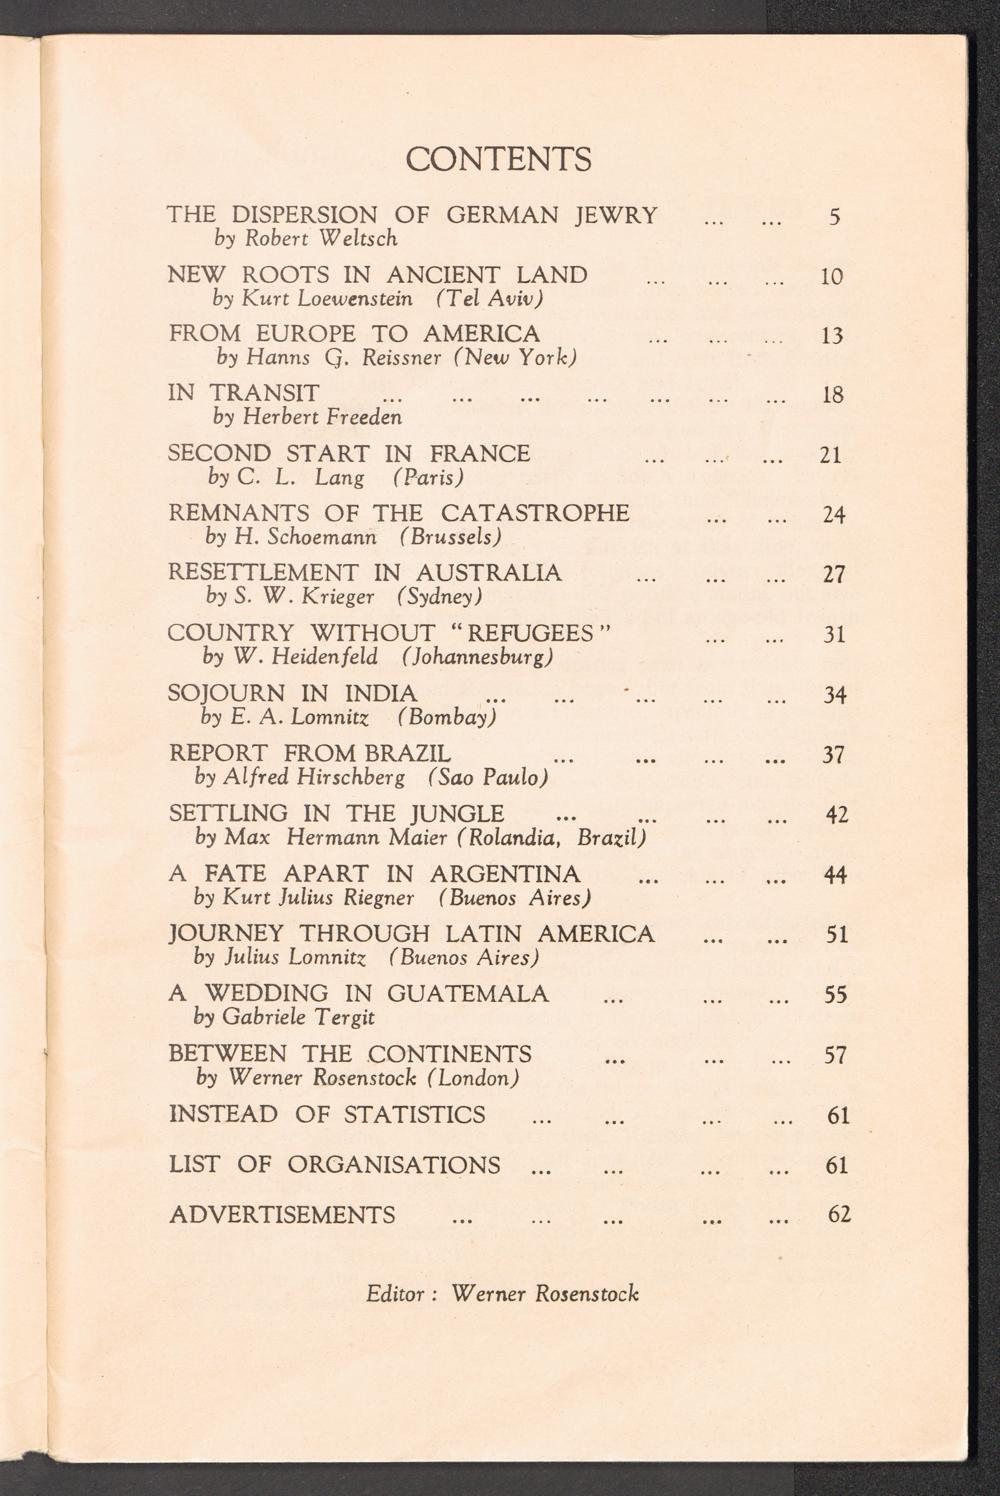 CONTENTS
THE DISPERSION OF GERMAN JEWRY ... ... 5
by Robert Weltsch
NEW ROOTS IN ANCIENT LAND ... ... ... 10
by Kurt Loewenstein (Tel Aviv)
FROM EUROPE TO AMERICA ... ... ... 13
by Hanns G. Reissner (New York)
IN TRANSIT ... ... ... ... ... ... ... 18
by Herbert Freeden
SECOND START IN FRANCE ... ... ... 21
by C. L. Lang (Paris)
REMNANTS OF THE CATASTROPHE ... ... 24
by H. Schoemann (Brussels)
RESETTLEMENT IN AUSTRALIA ... ... ... 27
by S. W. Krieger (Sydney)
COUNTRY WITHOUT "REFUGEES" ... ... 31
by W. Heidenfeld (Johannesburg)
SOJOURN IN INDIA ... ... ... ... ... 34
by E. A. Lomnitz (Bombay)
REPORT FROM BRAZIL ... ... ... ... 37
by Alfred Hirschberg (Sao Paulo)
SETTLING IN THE JUNGLE ... ... ... ... 42
by Max Hermann Maier (Rolandia, Brazil)
A FATE APART IN ARGENTINA ... ... ... 44
by Kurt Julius Riegner (Buenos Aires)
JOURNEY THROUGH LATIN AMERICA ... ... 51
by Julius Lomnitz (Buenos Aires)
A WEDDING IN GUATEMALA ... ... ... 55
by Gabriele Tergit
BETWEEN THE CONTINENTS ... ... ... 57
by Werner Rosenstock (London)
INSTEAD OF STATISTICS ... ... ... ... 61
LIST OF ORGANISATIONS ... ... ... ... 61
ADVERTISEMENTS ... ... ... ... ... 62
Editor : Werner Rosenstock